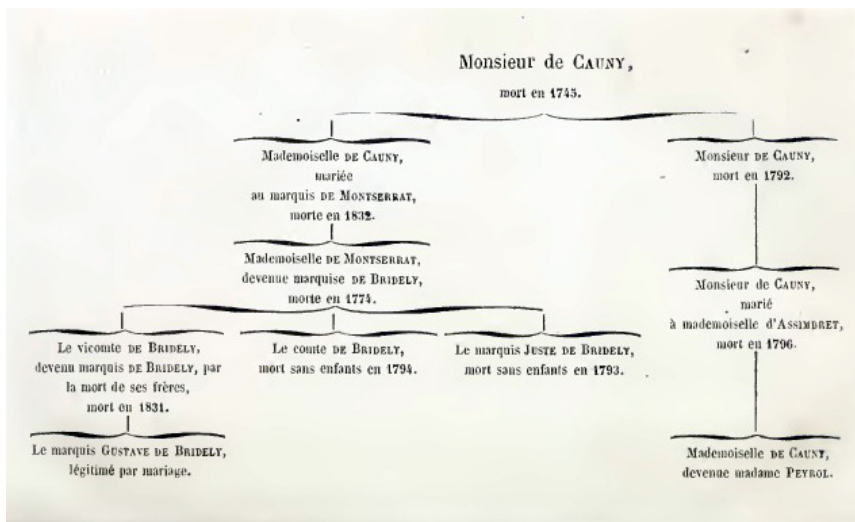 Monsieur de CAUNY,
mort en 1745.
Mademoiselle DE CAUNY,
mariée
au marquis DE MONTSERRAT,
morte en 1832.
Monsieur DE CAUNY,
mort en 1792.
Mademoiselle DE MONTSERRAT,
devenue marquise DE BRIDELY,
morte en 1774.
Monsieur de CAUNY,
marié
à mademoiselle d'ASSIMBRET,
mort en 1796.
Le vicomte DE BRIDELY,
devenu marquis DE BRIDELY, par
la mort de ses frères,
mort en 1831.
Le comte DE BRIDELY,
mort sans enfants en 1794.
Le marquis JUSTE DE BRIDELY,
mort sans enfants en 1793.
Le marquis GUSTAVE DE BRIDELY,
légitimé par mariage.
Mademoiselle DE CAUNY,
devenue madame PEYROL.